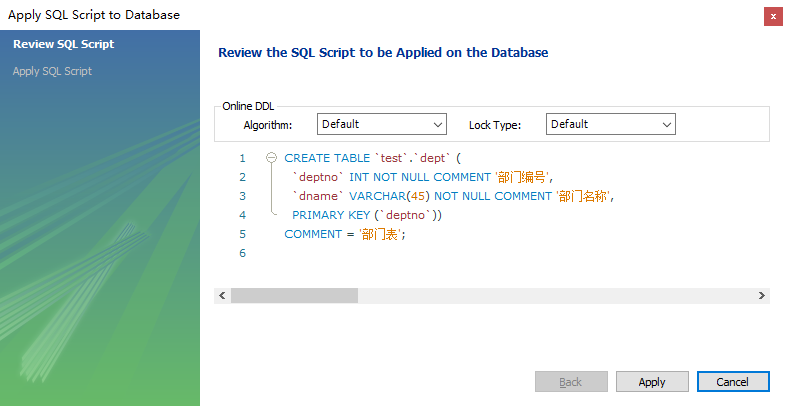 Apply SQL Script to Database
x
Review SQL Script
Apply SQL Script
Review the SQL Script to be Applied on the Database
Online DDL
Algorithm: Default Lock Type: Default
1 CREATE TABLE `test`.`dept` (
2 `deptno` INT NOT NULL COMMENT '部门编号',
3 `dname` VARCHAR(45) NOT NULL COMMENT '部门名称',
4 PRIMARY KEY (`deptno`))
5 COMMENT = '部门表';
6
Back Apply Cancel